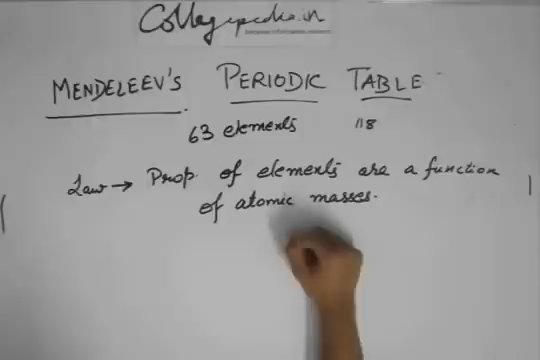 Collegepedia.in
MENDELEEV'S PERIODIC TABLE
63 elements 118
Law → Prop. of elements are a function
of atomic masses.